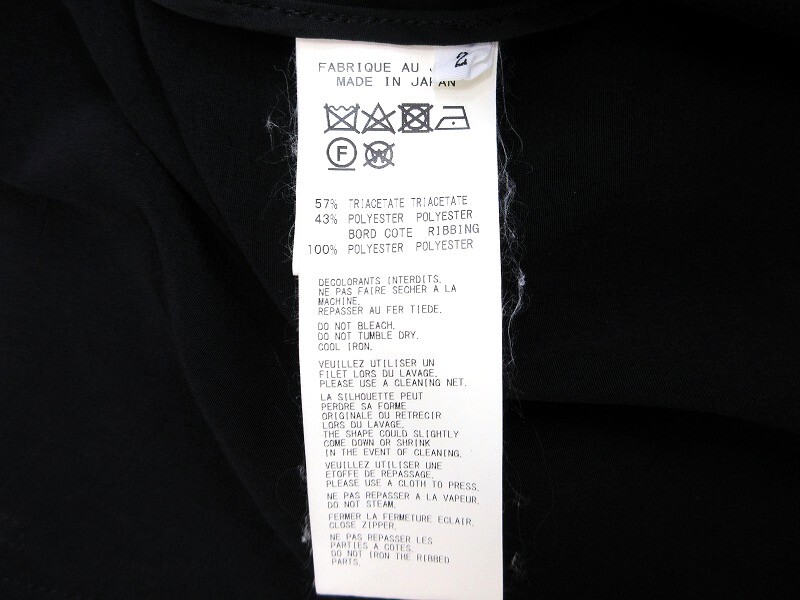 2
FABRIQUE AU J
MADE IN JAPAN
F
W
57% TRIACETATE TRIACETATE
43% POLYESTER POLYESTER
BORD COTE RIBBING
100% POLYESTER POLYESTER
DECOLORANTS INTERDITS.
NE PAS FAIRE SECHER A LA
MACHINE.
REPASSER AU FER TIEDE.
DO NOT BLEACH.
DO NOT TUMBLE DRY.
COOL IRON.
VEUILLEZ UTILISER UN
FILET LORS DU LAVAGE.
PLEASE USE A CLEANING NET.
LA SILHOUETTE PEUT
PERDRE SA FORME
ORIGINALE OU RETRECIR
LORS DU LAVAGE.
THE SHAPE COULD SLIGHTLY
COME DOWN OR SHRINK
IN THE EVENT OF CLEANING.
VEUILLEZ UTILISER UNE
ETOFFE DE REPASSAGE.
PLEASE USE A CLOTH TO PRESS.
NE PAS REPASSER A LA VAPEUR.
DO NOT STEAM.
FERMER LA FERMETURE ECLAIR.
CLOSE ZIPPER.
NE PAS REPASSER LES
PARTIES A COTES.
DO NOT IRON THE RIBBED
PARTS.